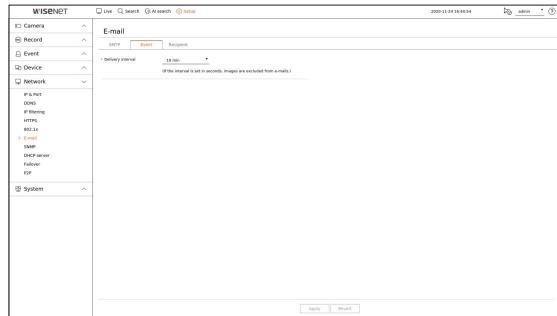 WISENET
Live Search AI search Setup 2020-11-24 16:40:54 admin
Camera
Record
Event
Device
Network
IP & Port
DDNS
IP filtering
HTTPS
802.1x
E-mail
SNMP
DHCP server
Failover
P2P
System
E-mail
SMTP Event Recipient
Delivery interval 10 min
(If the interval is set in seconds, images are excluded from e-mails.)
Apply Revert